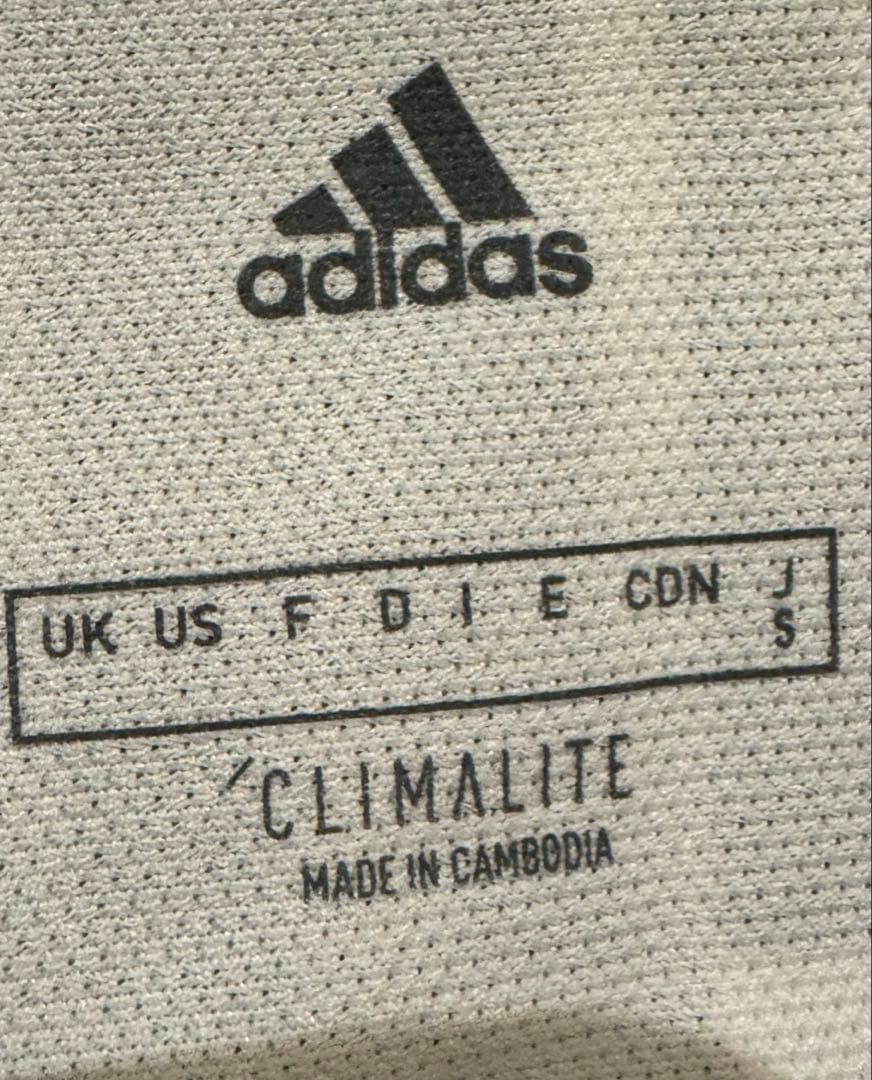 adidas
UK US F D I E CDN J
S
CLIMALITE
MADE IN CAMBODIA